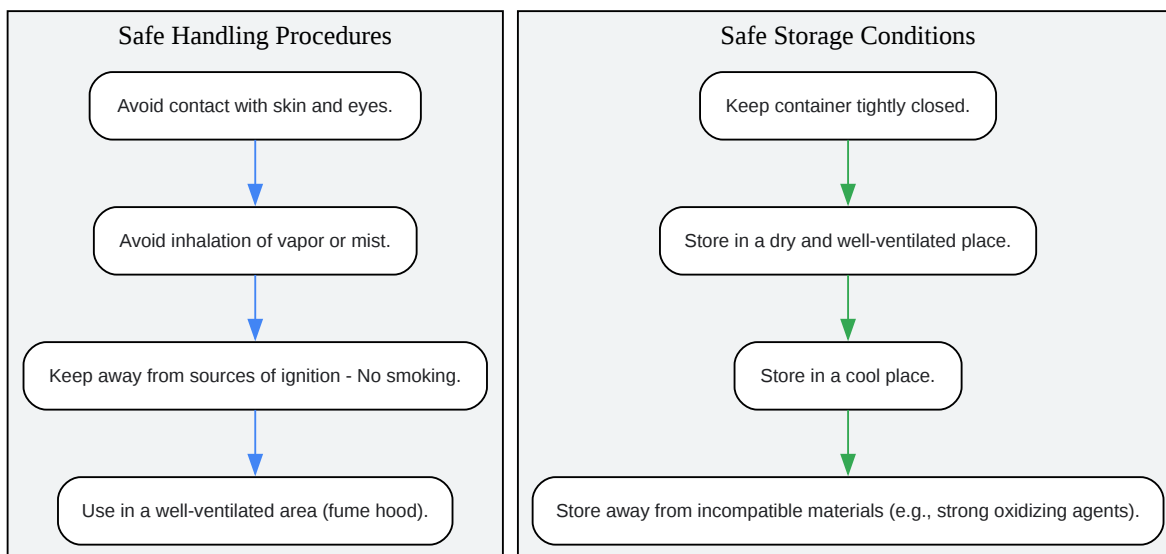 Safe Handling Procedures
Avoid contact with skin and eyes.
Avoid inhalation of vapor or mist.
Keep away from sources of ignition - No smoking.
Use in a well-ventilated area (fume hood).
Safe Storage Conditions
Keep container tightly closed.
Store in a dry and well-ventilated place.
Store in a cool place.
Store away from incompatible materials (e.g., strong oxidizing agents).